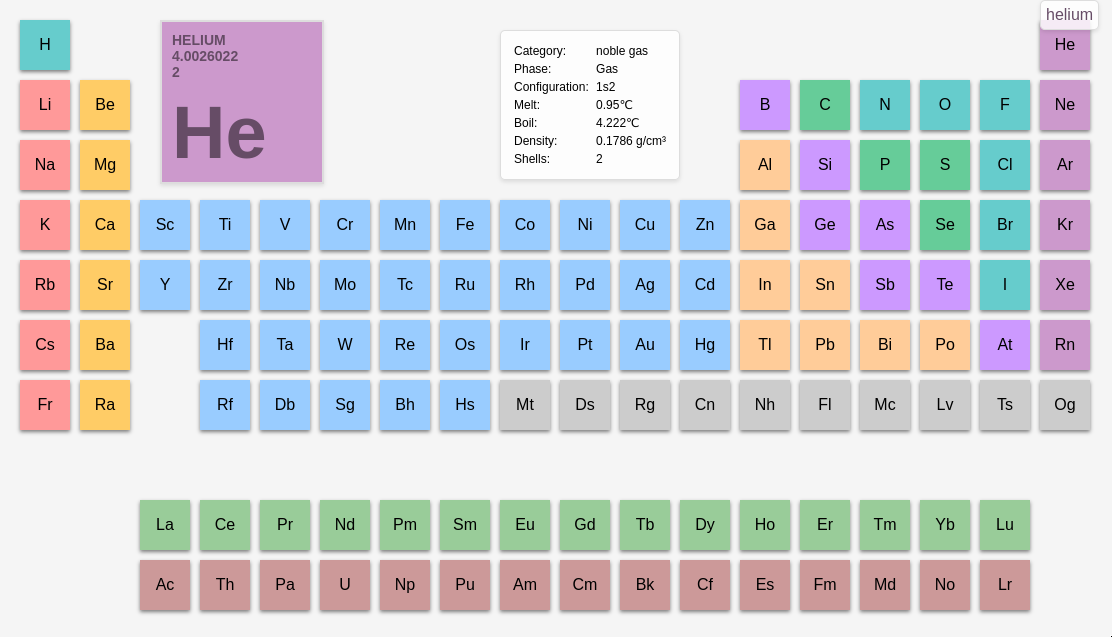 helium
H He
HELIUM
4.0026022
2
He
Category: noble gas
Phase: Gas
Configuration: 1s2
Melt: 0.95℃
Boil: 4.222℃
Density: 0.1786 g/cm³
Shells: 2
Li Be B C N O F Ne
Na Mg Al Si P S Cl Ar
K Ca Sc Ti V Cr Mn Fe Co Ni Cu Zn Ga Ge As Se Br Kr
Rb Sr Y Zr Nb Mo Tc Ru Rh Pd Ag Cd In Sn Sb Te I Xe
Cs Ba Hf Ta W Re Os Ir Pt Au Hg Tl Pb Bi Po At Rn
Fr Ra Rf Db Sg Bh Hs Mt Ds Rg Cn Nh Fl Mc Lv Ts Og
La Ce Pr Nd Pm Sm Eu Gd Tb Dy Ho Er Tm Yb Lu
Ac Th Pa U Np Pu Am Cm Bk Cf Es Fm Md No Lr